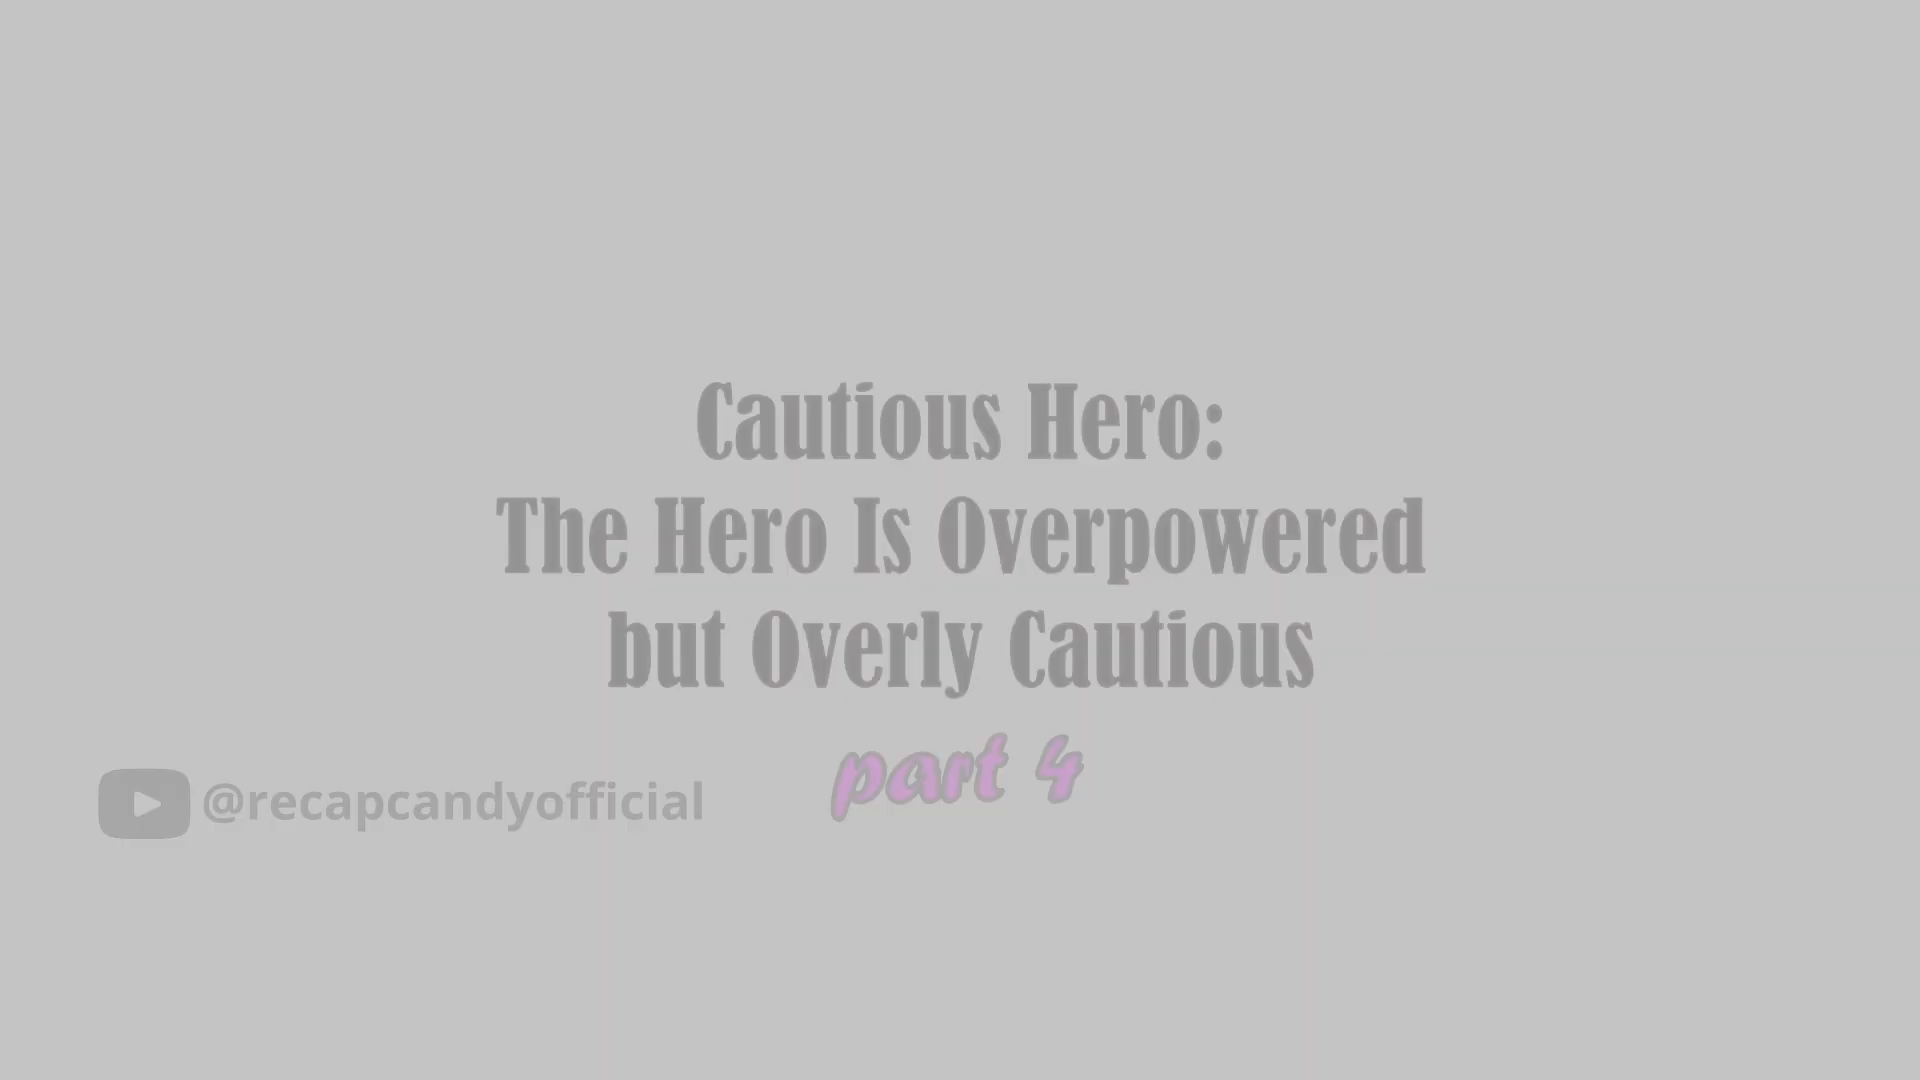 Cautious Hero:
The Hero Is Overpowered
but Overly Cautious
part 4
@recapcandyofficial